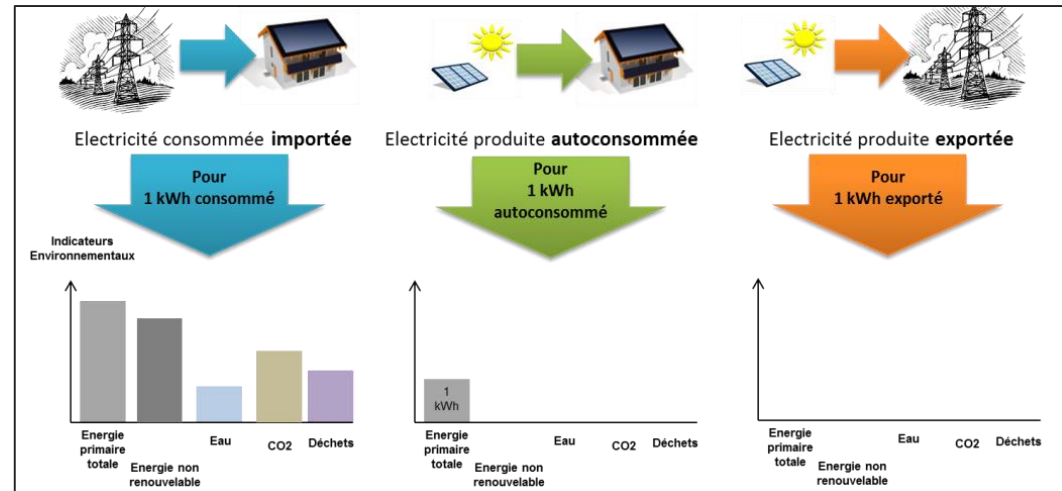 Electricité consommée importée
Electricité produite autoconsommée
Electricité produite exportée
Pour
1 kWh consommé
Pour
1 kWh
autoconsommé
Pour
1 kWh exporté
Indicateurs
Environnementaux
Energie
primaire
totale
Energie non
renouvelable
Eau
CO2
Déchets
1
kWh
Energie
primaire
totale
Energie non
renouvelable
Eau
CO2
Déchets
Energie
primaire
totale
Energie non
renouvelable
Eau
CO2
Déchets